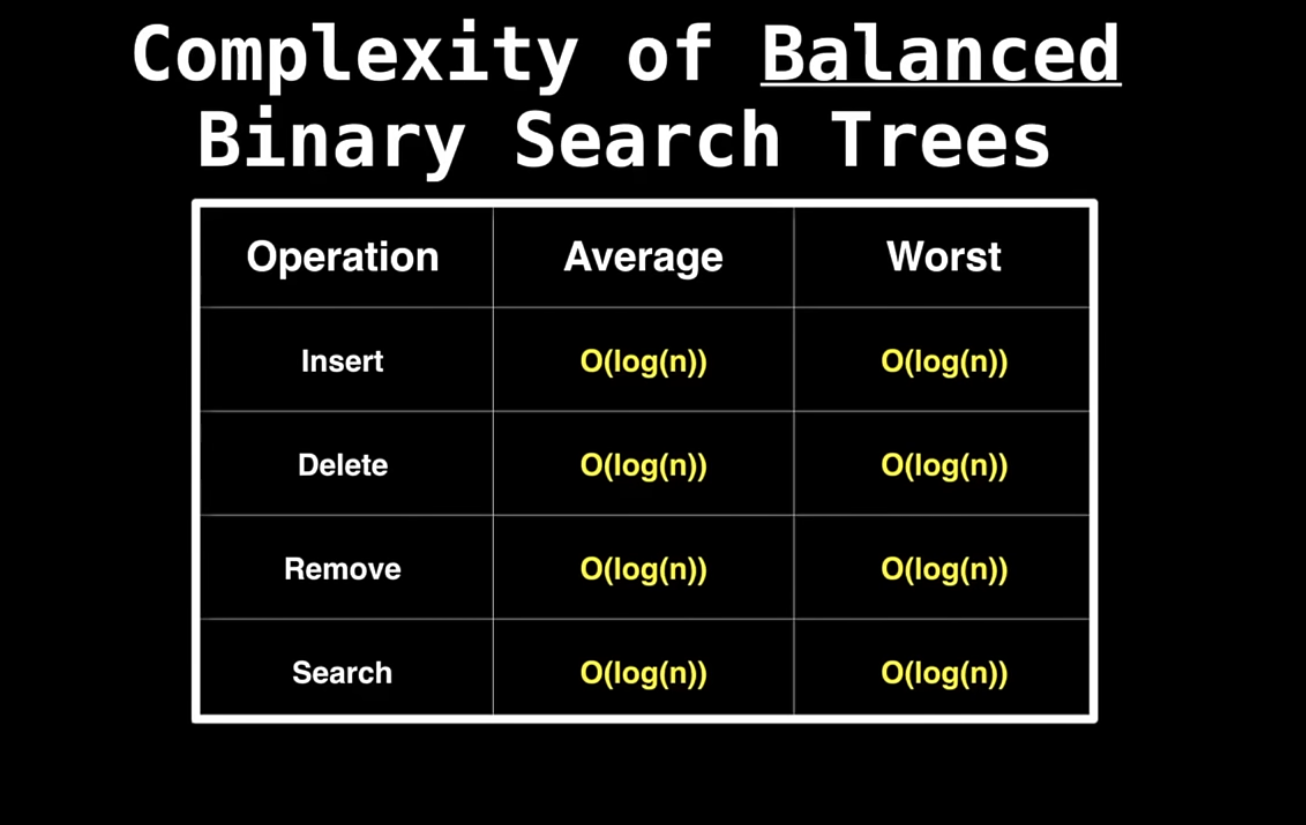 Complexity of Balanced
Binary Search Trees
Operation Average Worst
Insert O(log(n)) O(log(n))
Delete O(log(n)) O(log(n))
Remove O(log(n)) O(log(n))
Search O(log(n)) O(log(n))